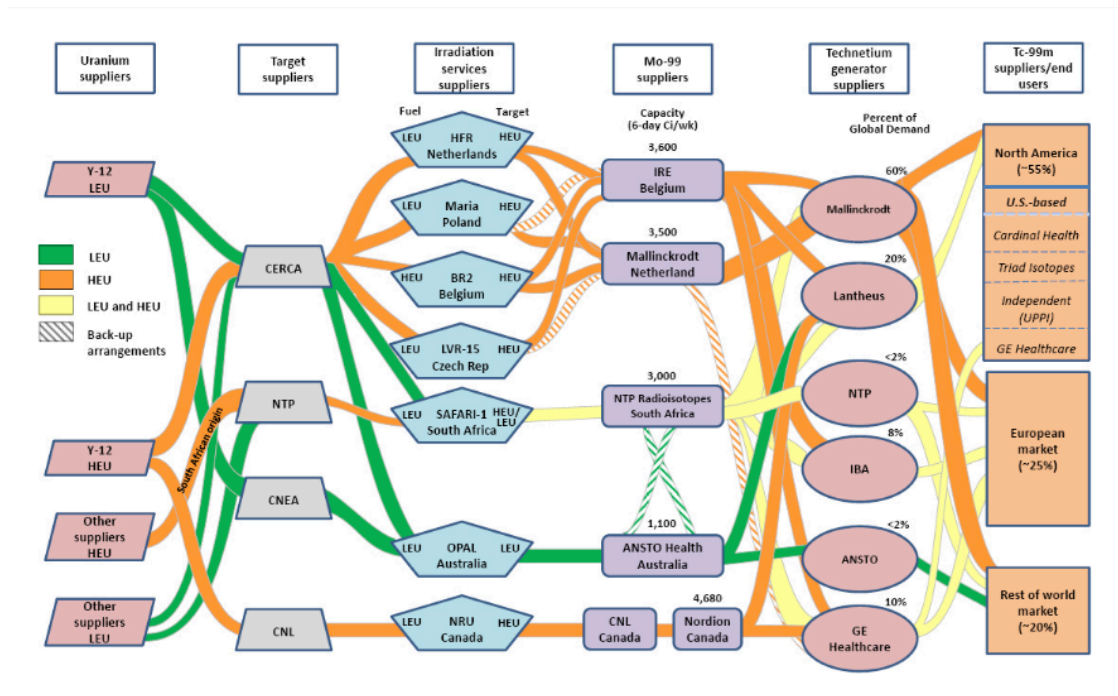 Uranium
suppliers
Target
suppliers
Irradiation
services
suppliers
Mo-99
suppliers
Technetium
generator
suppliers
Tc-99m
suppliers/end
users
Fuel
Target
Capacity
(6-day Ci/wk)
Percent of
Global Demand
Y-12
LEU
Y-12
HEU
Other
suppliers
HEU
Other
suppliers
LEU
LEU
HEU
LEU and HEU
Back-up
arrangements
South African origin
CERCA
NTP
CNEA
CNL
LEU
HFR
Netherlands
HEU
LEU
Maria
Poland
HEU
HEU
BR2
Belgium
HEU
LEU
LVR-15
Czech Rep
HEU
LEU
SAFARI-1
South Africa
HEU/
LEU
LEU
OPAL
Australia
LEU
LEU
NRU
Canada
HEU
3,600
IRE
Belgium
3,500
Mallinckrodt
Netherland
3,000
NTP Radioisotopes
South Africa
1,100
ANSTO Health
Australia
CNL
Canada
4,680
Nordion
Canada
60%
Mallinckrodt
20%
Lantheus
<2%
NTP
8%
IBA
<2%
ANSTO
10%
GE
Healthcare
North America
(~55%)
U.S.-based
Cardinal Health
Triad Isotopes
Independent
(UPPI)
GE Healthcare
European
market
(~25%)
Rest of world
market
(~20%)